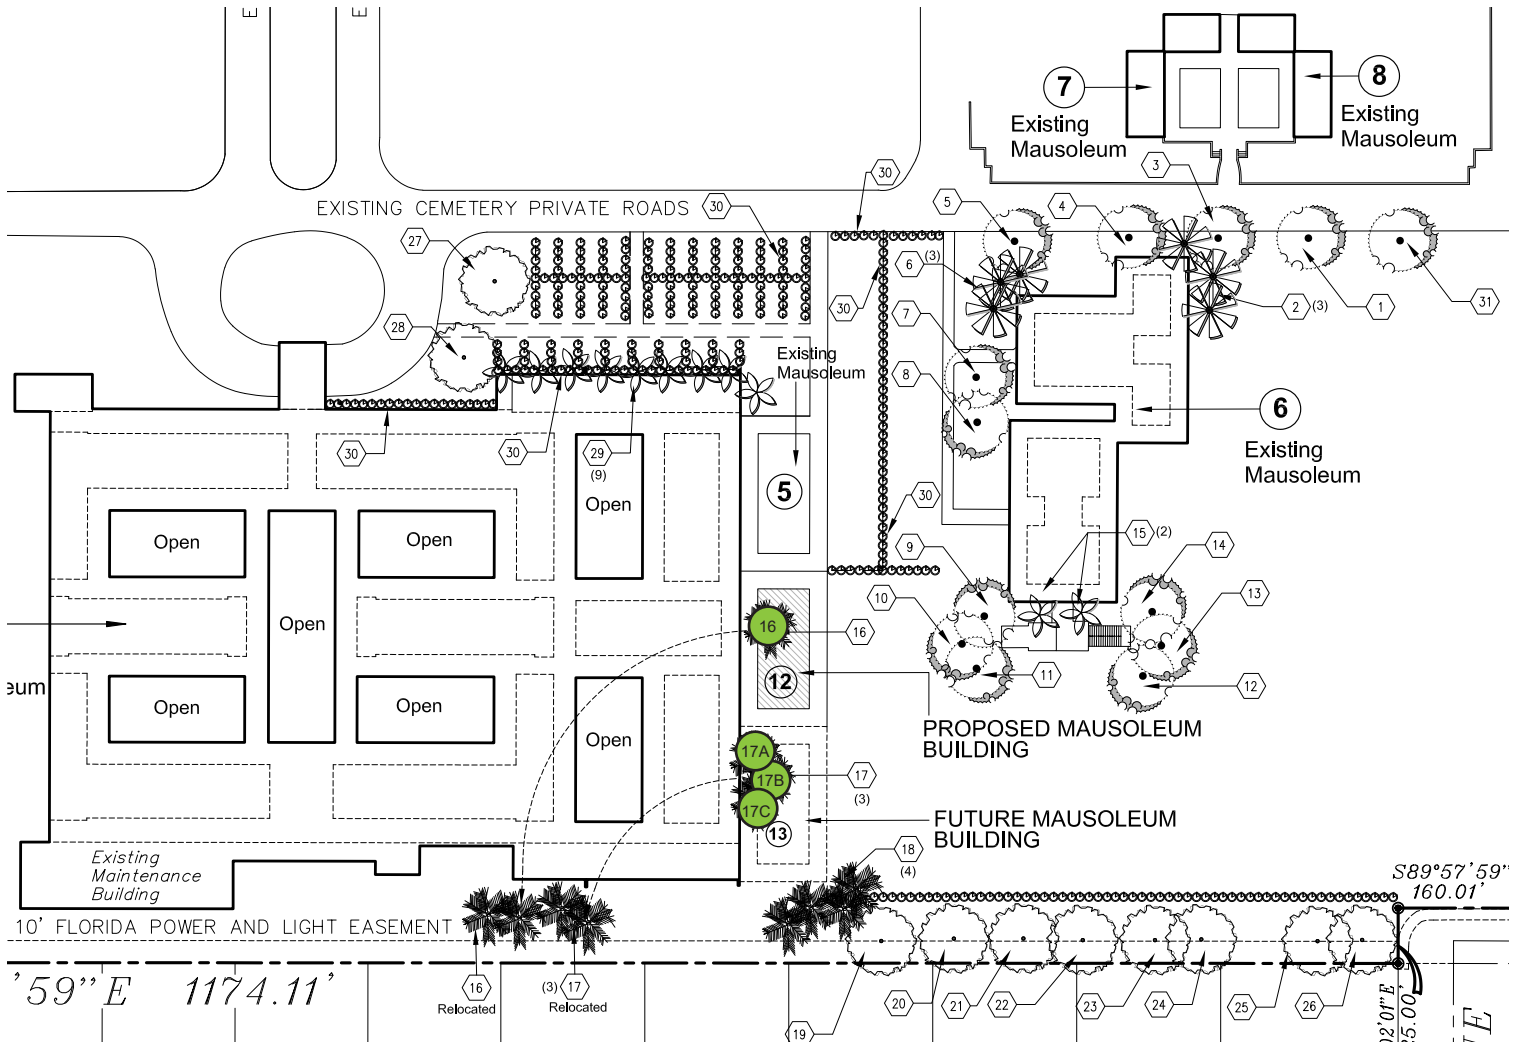 E
E
7
Existing
Mausoleum
8
Existing
Mausoleum
EXISTING CEMETERY PRIVATE ROADS
30
30
3
5
4
27
6
(3)
28
30
7
8
2
(3)
1
31
Existing
Mausoleum
6
Existing
Mausoleum
30
30
29
(9)
5
30
Open
Open
Open
Open
9
15
(2)
14
10
13
16
16
11
12
12
Open
Open
Open
PROPOSED MAUSOLEUM
BUILDING
17A
17B
17C
17
(3)
13
FUTURE MAUSOLEUM
BUILDING
18
(4)
Existing
Maintenance
Building
S89°57'59"
160.01'
10' FLORIDA POWER AND LIGHT EASEMENT
'59" E 1174.11'
16
Relocated
(3)
17
Relocated
19
20
21
22
23
24
25
26
02'01"E
25.00'
E